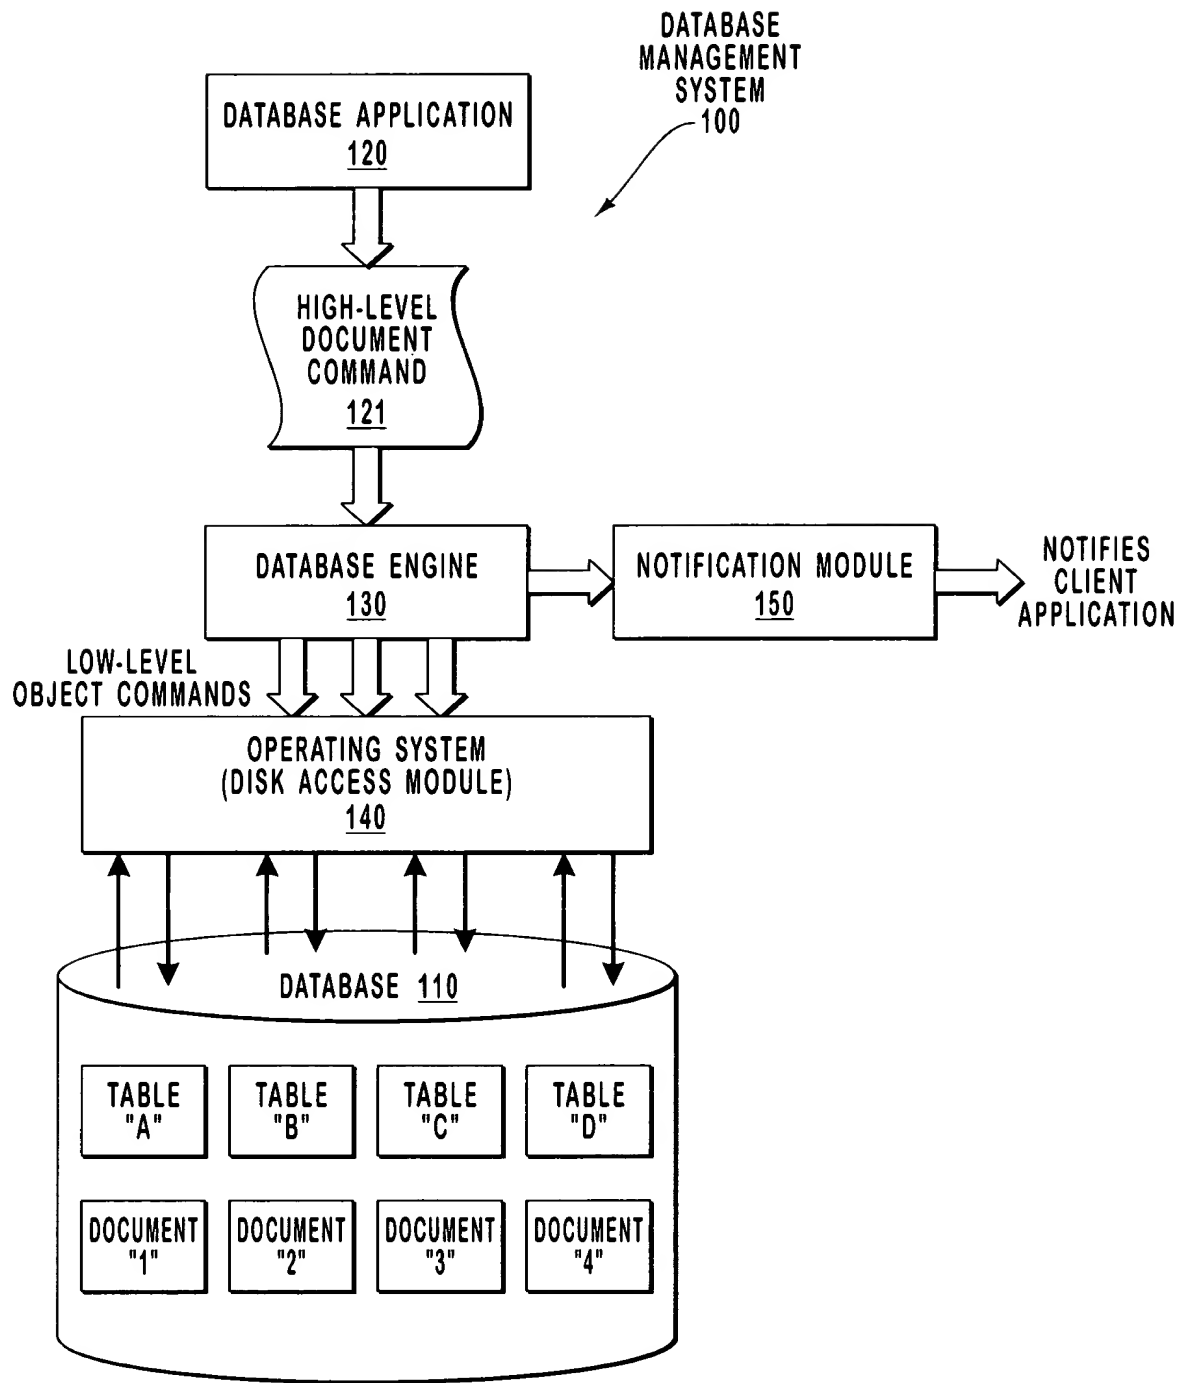 DATABASE
MANAGEMENT
SYSTEM
100
DATABASE APPLICATION
120
HIGH-LEVEL
DOCUMENT
COMMAND
121
DATABASE ENGINE
130
NOTIFICATION MODULE
150
NOTIFIES
CLIENT
APPLICATION
LOW-LEVEL
OBJECT COMMANDS
OPERATING SYSTEM
(DISK ACCESS MODULE)
140
DATABASE 110
TABLE
"A"
TABLE
"B"
TABLE
"C"
TABLE
"D"
DOCUMENT
"1"
DOCUMENT
"2"
DOCUMENT
"3"
DOCUMENT
"4"